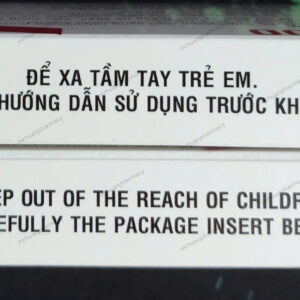 ĐỂ XA TẦM TAY TRẺ EM.
HƯỚNG DẪN SỬ DỤNG TRƯỚC KH
EP OUT OF THE REACH OF CHILDR
EFULLY THE PACKAGE INSERT BE